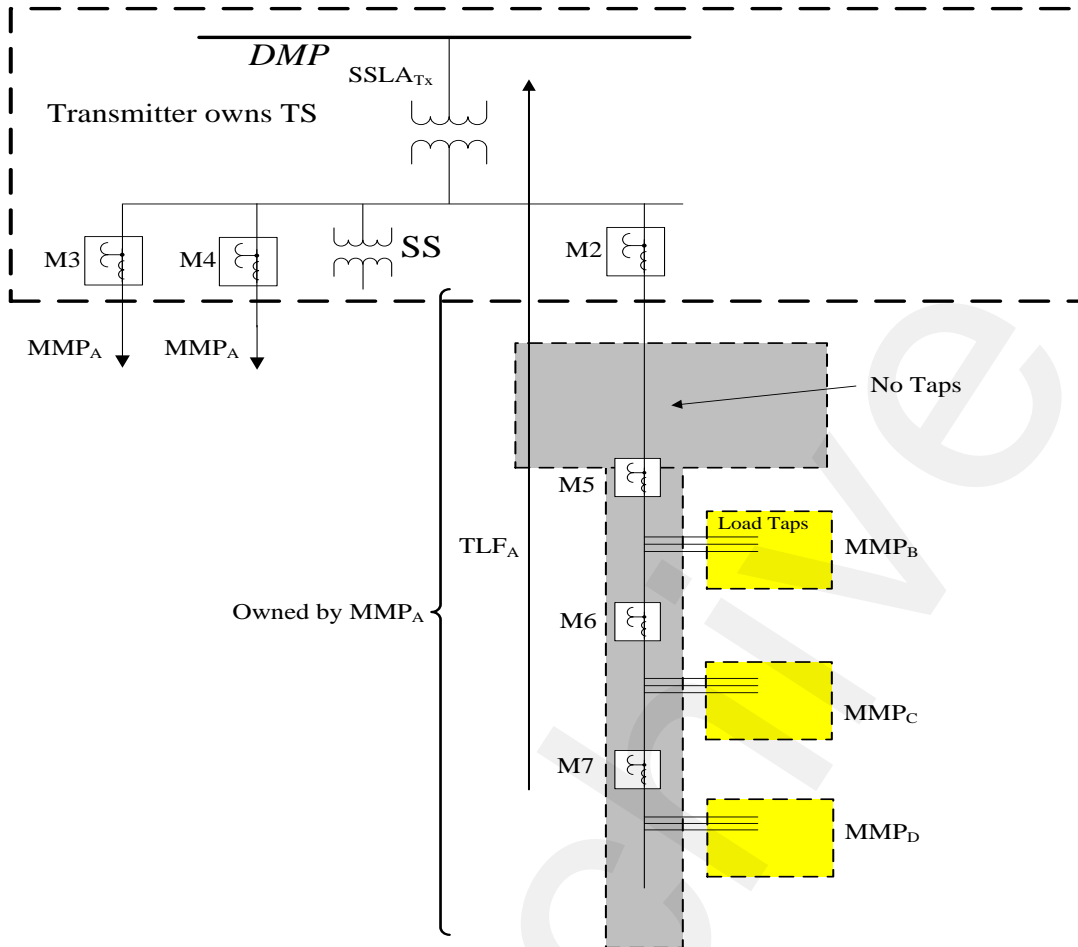 DMP
SSLATx
Transmitter owns TS
M3
M4
SS
M2
MMPA
MMPA
No Taps
M5
Load Taps
TLFA
MMPB
Owned by MMPA
M6
MMPC
M7
MMPD